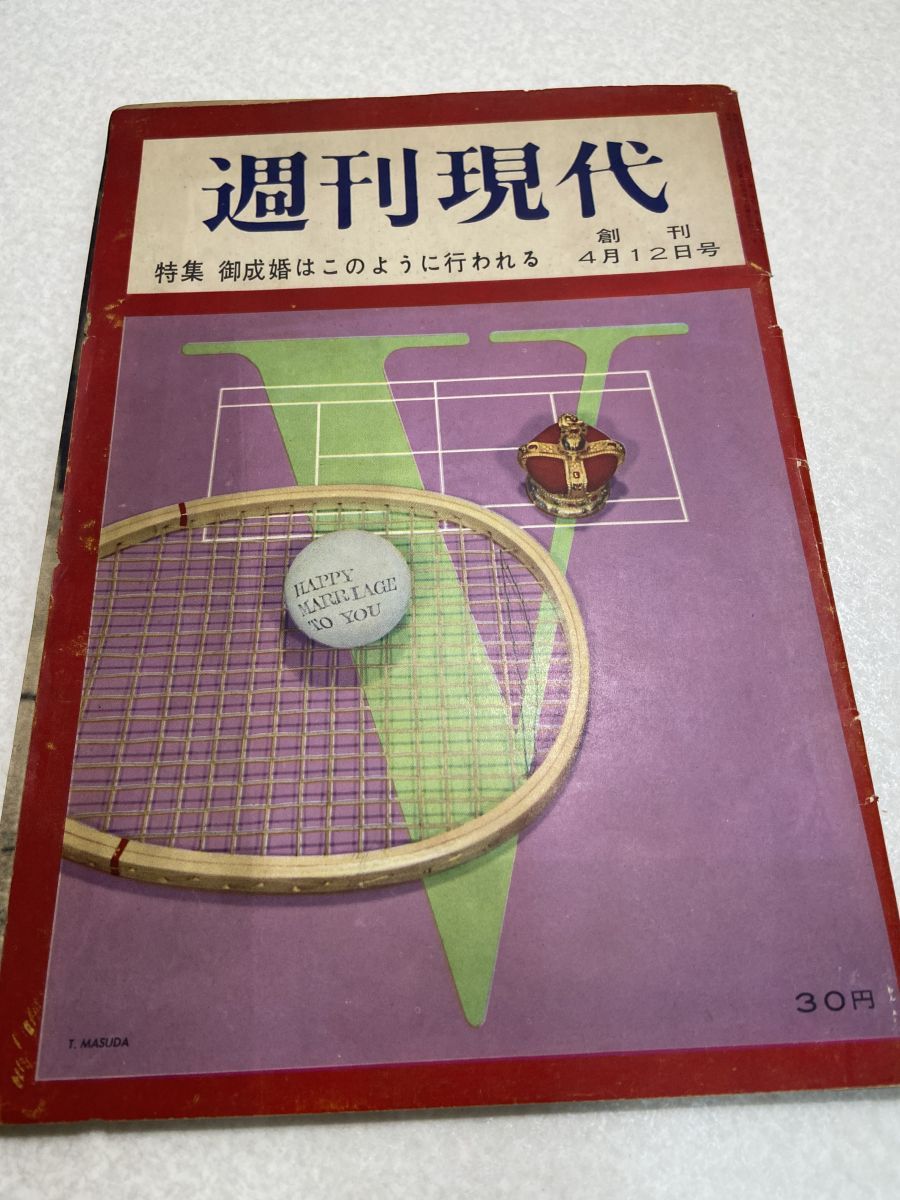 週刊現代
特集 御成婚はこのように行われる
創刊
4月12日号
HAPPY
MARRIAGE
TO YOU
30円
T. MASUDA